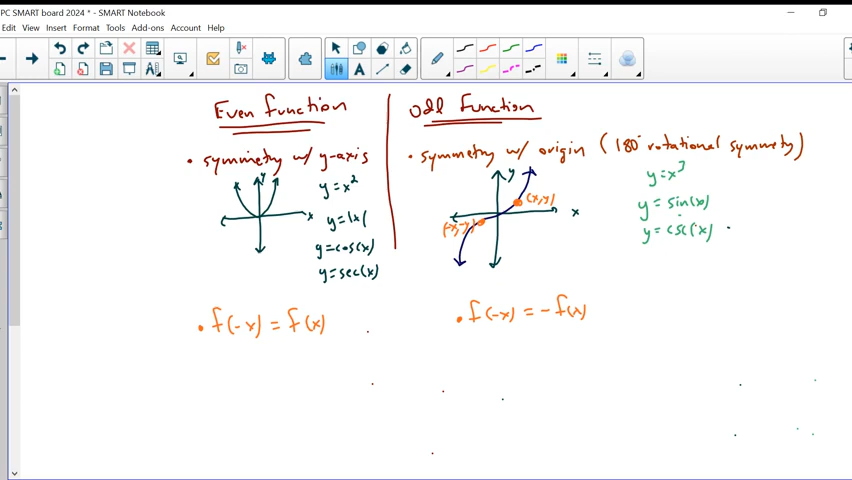 PC SMART board 2024 * - SMART Notebook
Edit View Insert Format Tools Add-ons Account Help
Even function
• symmetry w/ y-axis
y
x
y=x²
y=|x|
y=cos(x)
y=sec(x)
• f(-x) = f(x)
Odd function
• symmetry w/ origin (180° rotational symmetry)
y
(x,y)
x
(-x,-y)
y=x³
y=sin(x)
y=csc(x)
• f(-x) = -f(x)